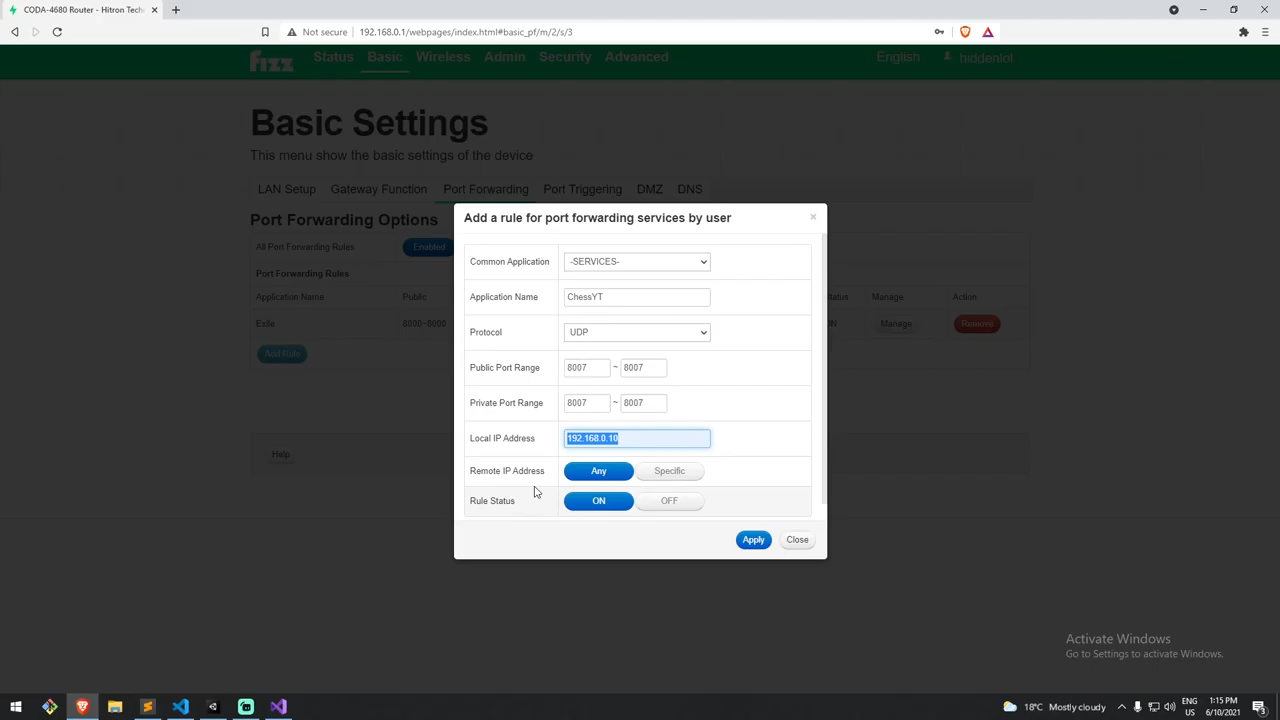 CODA-4680 Router - Hitron Tech
Not secure
192.168.0.1/webpages/index.html#basic_pf/m/2/s/3
fizz
Status Basic Wireless Admin Security Advanced
English
hiddenlol
Basic Settings
This menu show the basic settings of the device
LAN Setup Gateway Function Port Forwarding Port Triggering DMZ DNS
Port Forwarding Options
All Port Forwarding Rules Enabled
Port Forwarding Rules
Application Name Public Manage Action
Exile 8000~8000 ON Manage Remove
Add Rule
Help
Add a rule for port forwarding services by user
×
Common Application -SERVICES-
Application Name ChessYT
Protocol UDP
Public Port Range 8007 ~ 8007
Private Port Range 8007 ~ 8007
Local IP Address 192.168.0.10
Remote IP Address Any Specific
Rule Status ON OFF
Apply Close
Activate Windows
Go to Settings to activate Windows.
18°C Mostly cloudy
ENG
US
1:15 PM
6/10/2021